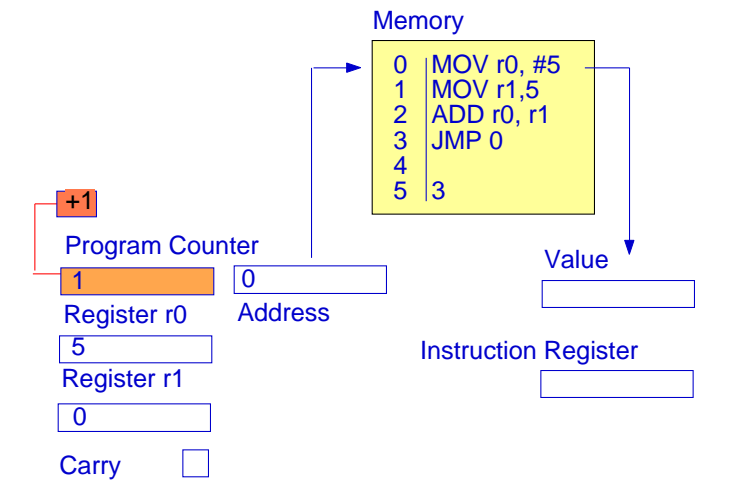 Memory
0 MOV r0, #5
1 MOV r1,5
2 ADD r0, r1
3 JMP 0
4
5 3
+1
Program Counter
1
0
Address
Register r0
5
Register r1
0
Carry
Value
Instruction Register